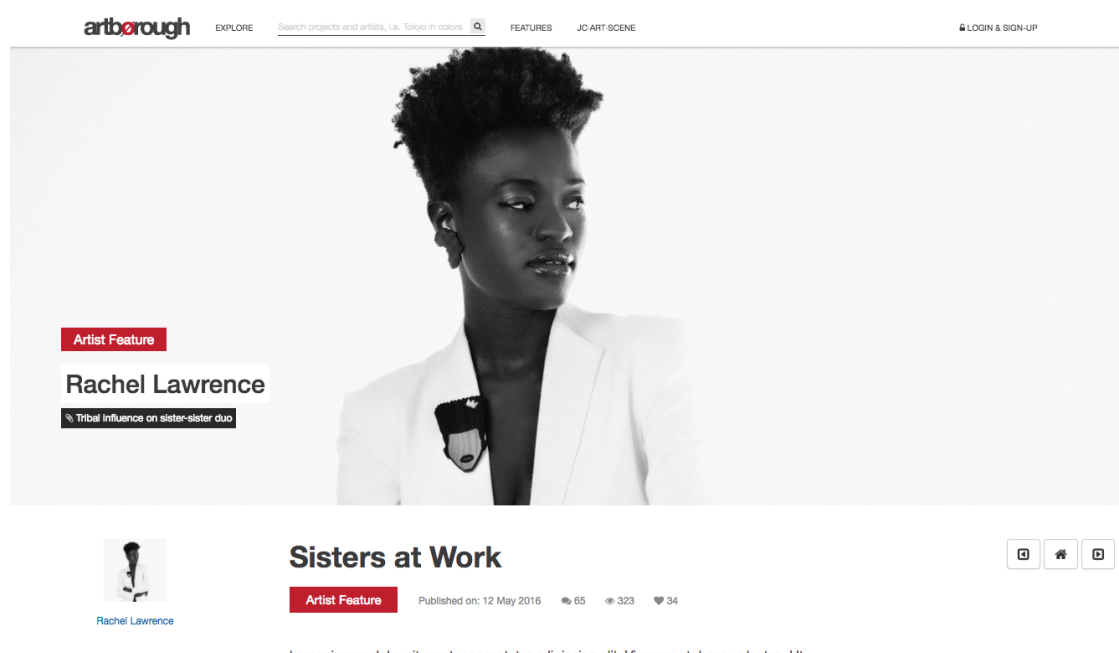 artbørough EXPLORE Search projects and artists, i.e. Tokyo in colors FEATURES JC-ART-SCENE LOGIN & SIGN-UP
Artist Feature
Rachel Lawrence
Tribal Influence on sister-sister duo
Sisters at Work
Artist Feature Published on: 12 May 2016 65 323 34
Rachel Lawrence